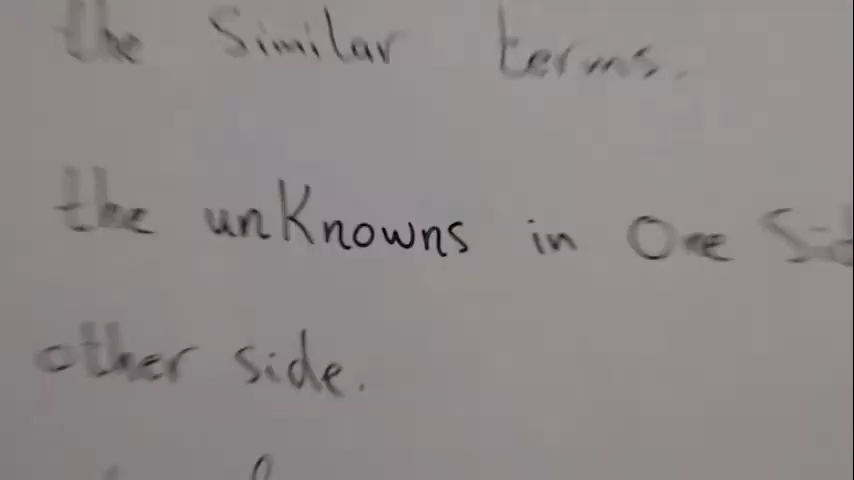 the Similar terms.
the unKnowns in One
other side.